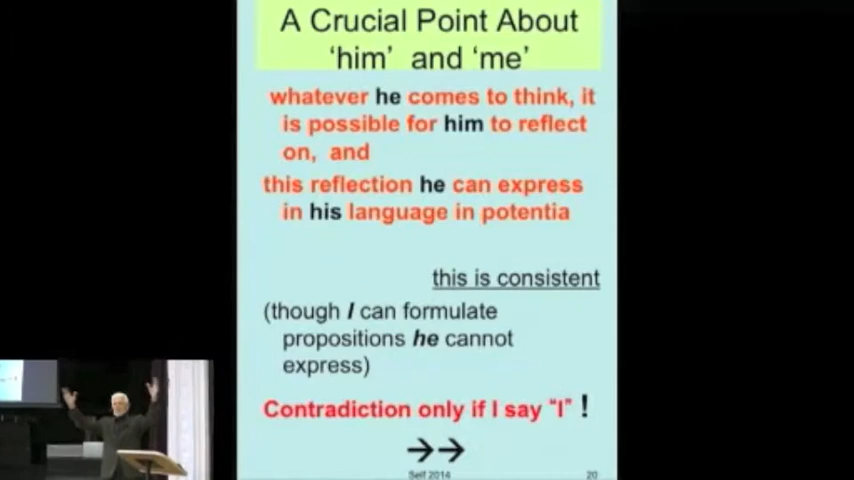 A Crucial Point About
‘him’ and ‘me’
whatever he comes to think, it
is possible for him to reflect
on, and
this reflection he can express
in his language in potentia
this is consistent
(though I can formulate
propositions he cannot
express)
Contradiction only if I say “I” !
→→
Self 2014 20